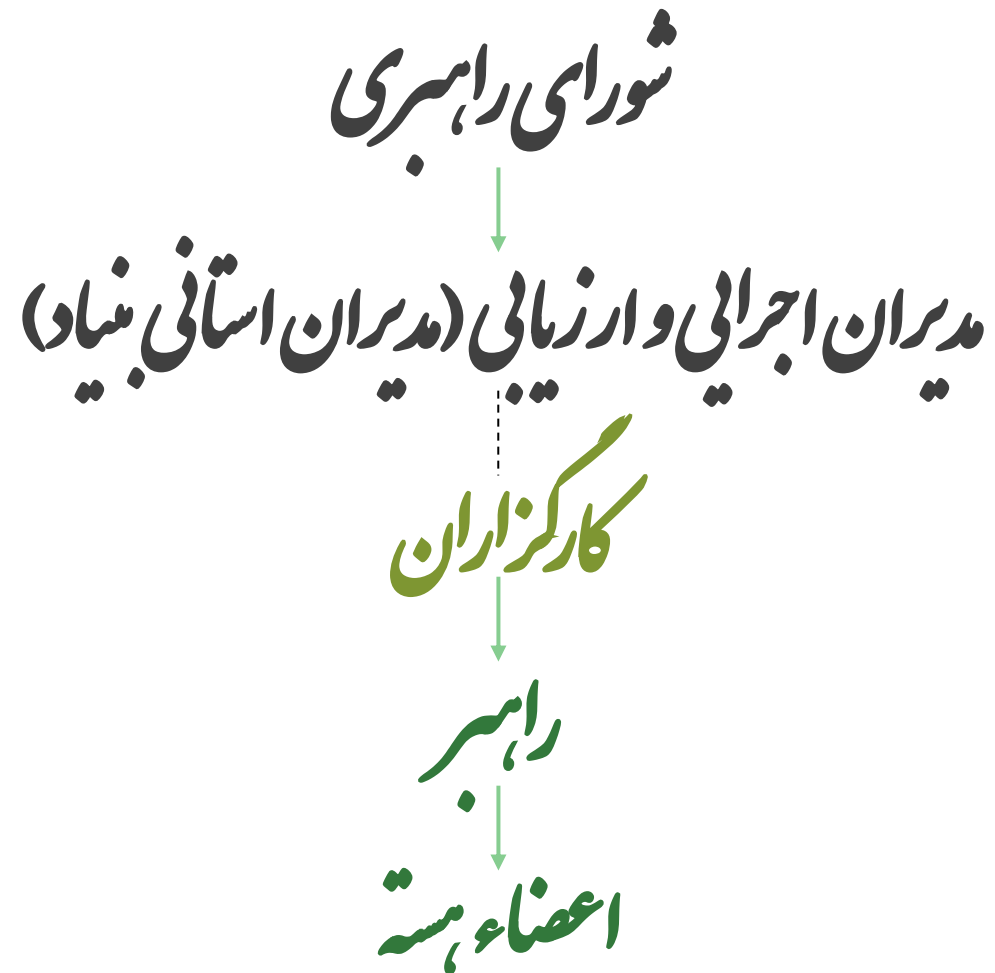 شورای راهبری
مدیران اجرایی و ارزیابی (مدیران استانی بنیاد)
کارگزاران
راهبر
اعضاء هسته